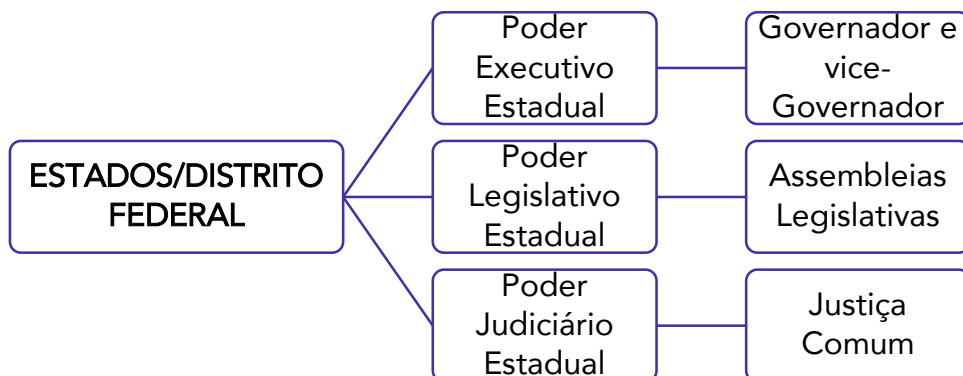 ESTADOS/DISTRITO
FEDERAL
Poder
Executivo
Estadual
Governador e
vice-
Governador
Poder
Legislativo
Estadual
Assembleias
Legislativas
Poder
Judiciário
Estadual
Justiça
Comum